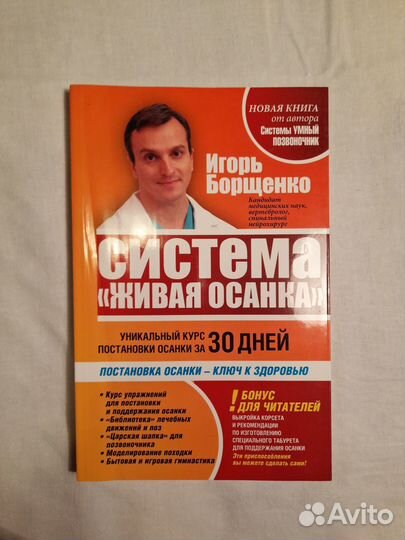 НОВАЯ КНИГА
от автора
Системы УМНЫЙ
ПОЗВОНОЧНИК
Игорь
Борщенко
Кандидат
медицинских наук,
вертебролог,
спинальный
нейрохирург
СИСТЕМА
«ЖИВАЯ ОСАНКА»
УНИКАЛЬНЫЙ КУРС
ПОСТАНОВКИ ОСАНКИ ЗА 30 ДНЕЙ
ПОСТАНОВКА ОСАНКИ – КЛЮЧ К ЗДОРОВЬЮ
• Курс упражнений
для постановки
и поддержания осанки
• «Библиотека» лечебных
движений и поз
• «Царская шапка» для
позвоночника
• Моделирование походки
• Бытовая и игровая гимнастика
! БОНУС
ДЛЯ ЧИТАТЕЛЕЙ
ВЫКРОЙКА КОРСЕТА
И РЕКОМЕНДАЦИИ
ПО ИЗГОТОВЛЕНИЮ
СПЕЦИАЛЬНОГО ТАБУРЕТА
ДЛЯ ПОДДЕРЖАНИЯ ОСАНКИ
Эти приспособления
вы можете сделать сами!
Avito